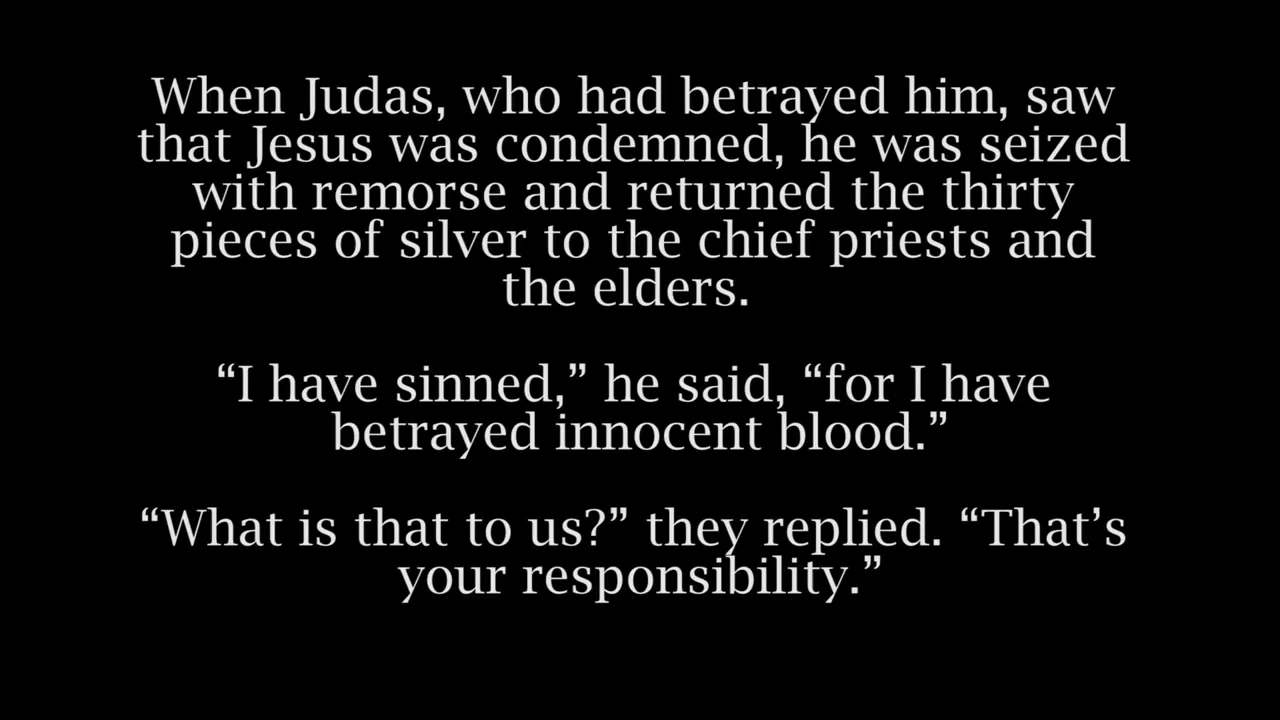 When Judas, who had betrayed him, saw
that Jesus was condemned, he was seized
with remorse and returned the thirty
pieces of silver to the chief priests and
the elders.
“I have sinned,” he said, “for I have
betrayed innocent blood.”
“What is that to us?” they replied. “That’s
your responsibility.”